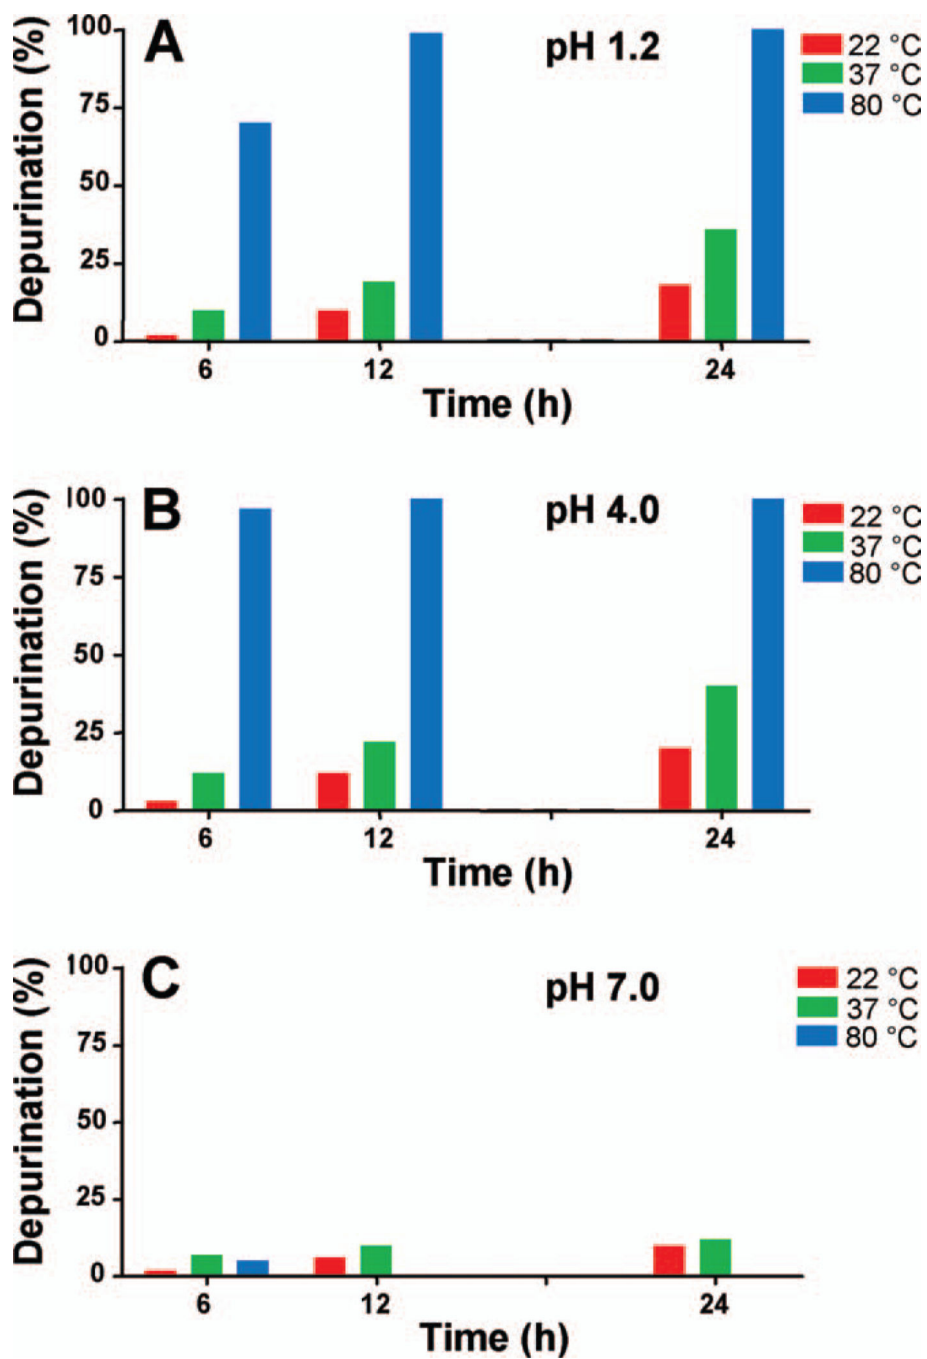 A
pH 1.2
Depurination (%)
100
75
50
25
0
6
12
24
Time (h)
22 °C
37 °C
80 °C
B
pH 4.0
Depurination (%)
100
75
50
25
0
6
12
24
Time (h)
22 °C
37 °C
80 °C
C
pH 7.0
Depurination (%)
100
75
50
25
0
6
12
24
Time (h)
22 °C
37 °C
80 °C